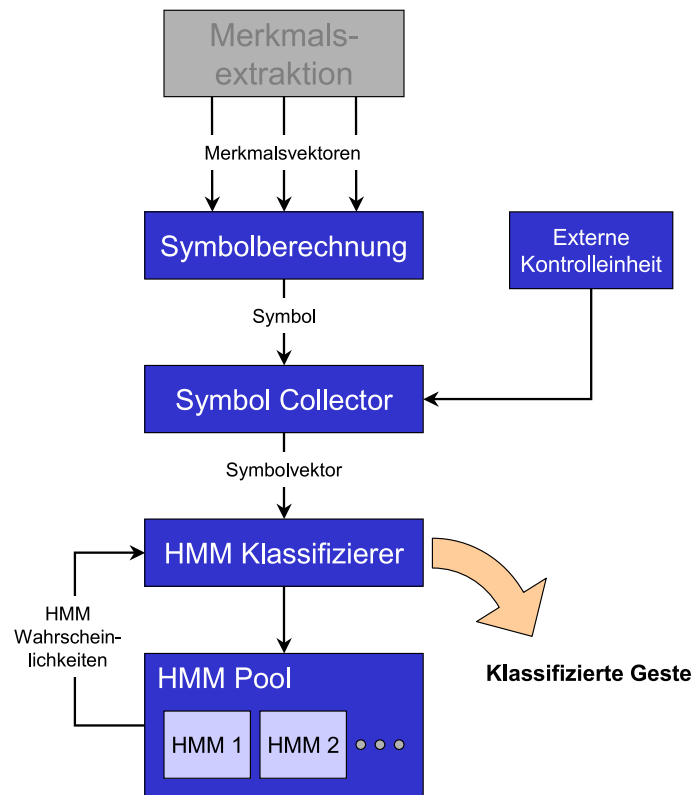 Merkmals-
extraktion
Merkmalsvektoren
Symbolberechnung
Externe
Kontrolleinheit
Symbol
Symbol Collector
Symbolvektor
HMM Klassifizierer
HMM
Wahrschein-
lichkeiten
Klassifizierte Geste
HMM Pool
HMM 1
HMM 2